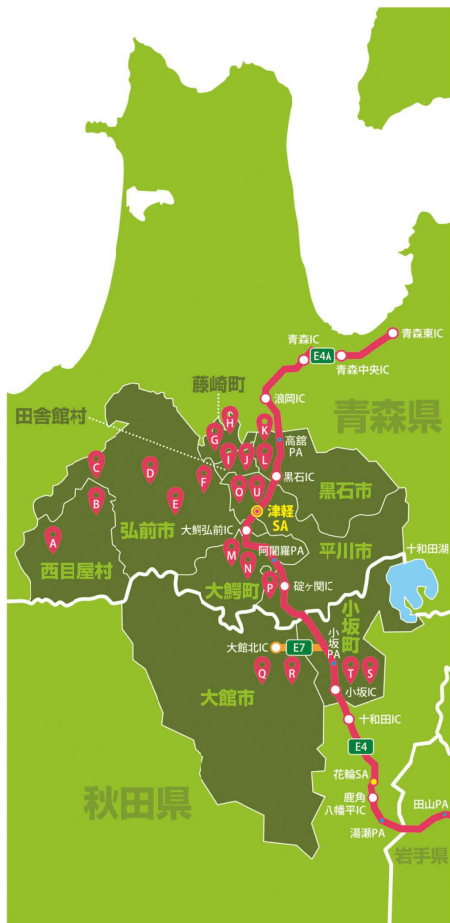 青森東IC
青森IC
E4A
青森中央IC
藤崎町
浪岡IC
青森県
田舎館村
H
G
K
高舘
PA
C
D
I
J
L
黒石IC
F
B
E
O
U
黒石市
津軽
SA
A
弘前市
大鰐弘前IC
平川市
西目屋村
M
N
阿闍羅PA
十和田湖
大鰐町
P
碇ヶ関IC
小坂町
小坂
PA
大館北IC
E7
Q
R
T
S
大館市
小坂IC
十和田IC
E4
秋田県
花輪SA
鹿角
八幡平IC
田山PA
湯瀬PA
岩手県